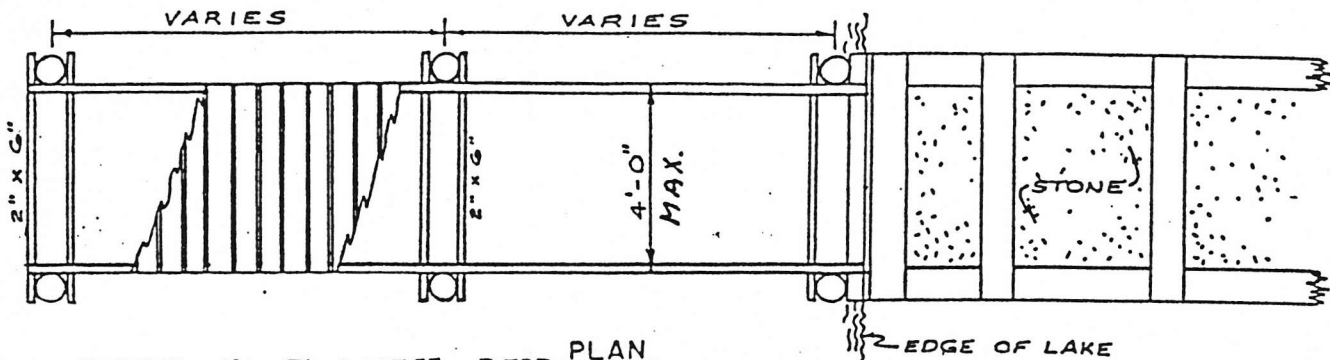 VARIES
VARIES
2" x 6"
2" x 6"
4'-0"
MAX.
STONE
PLAN
EDGE OF LAKE